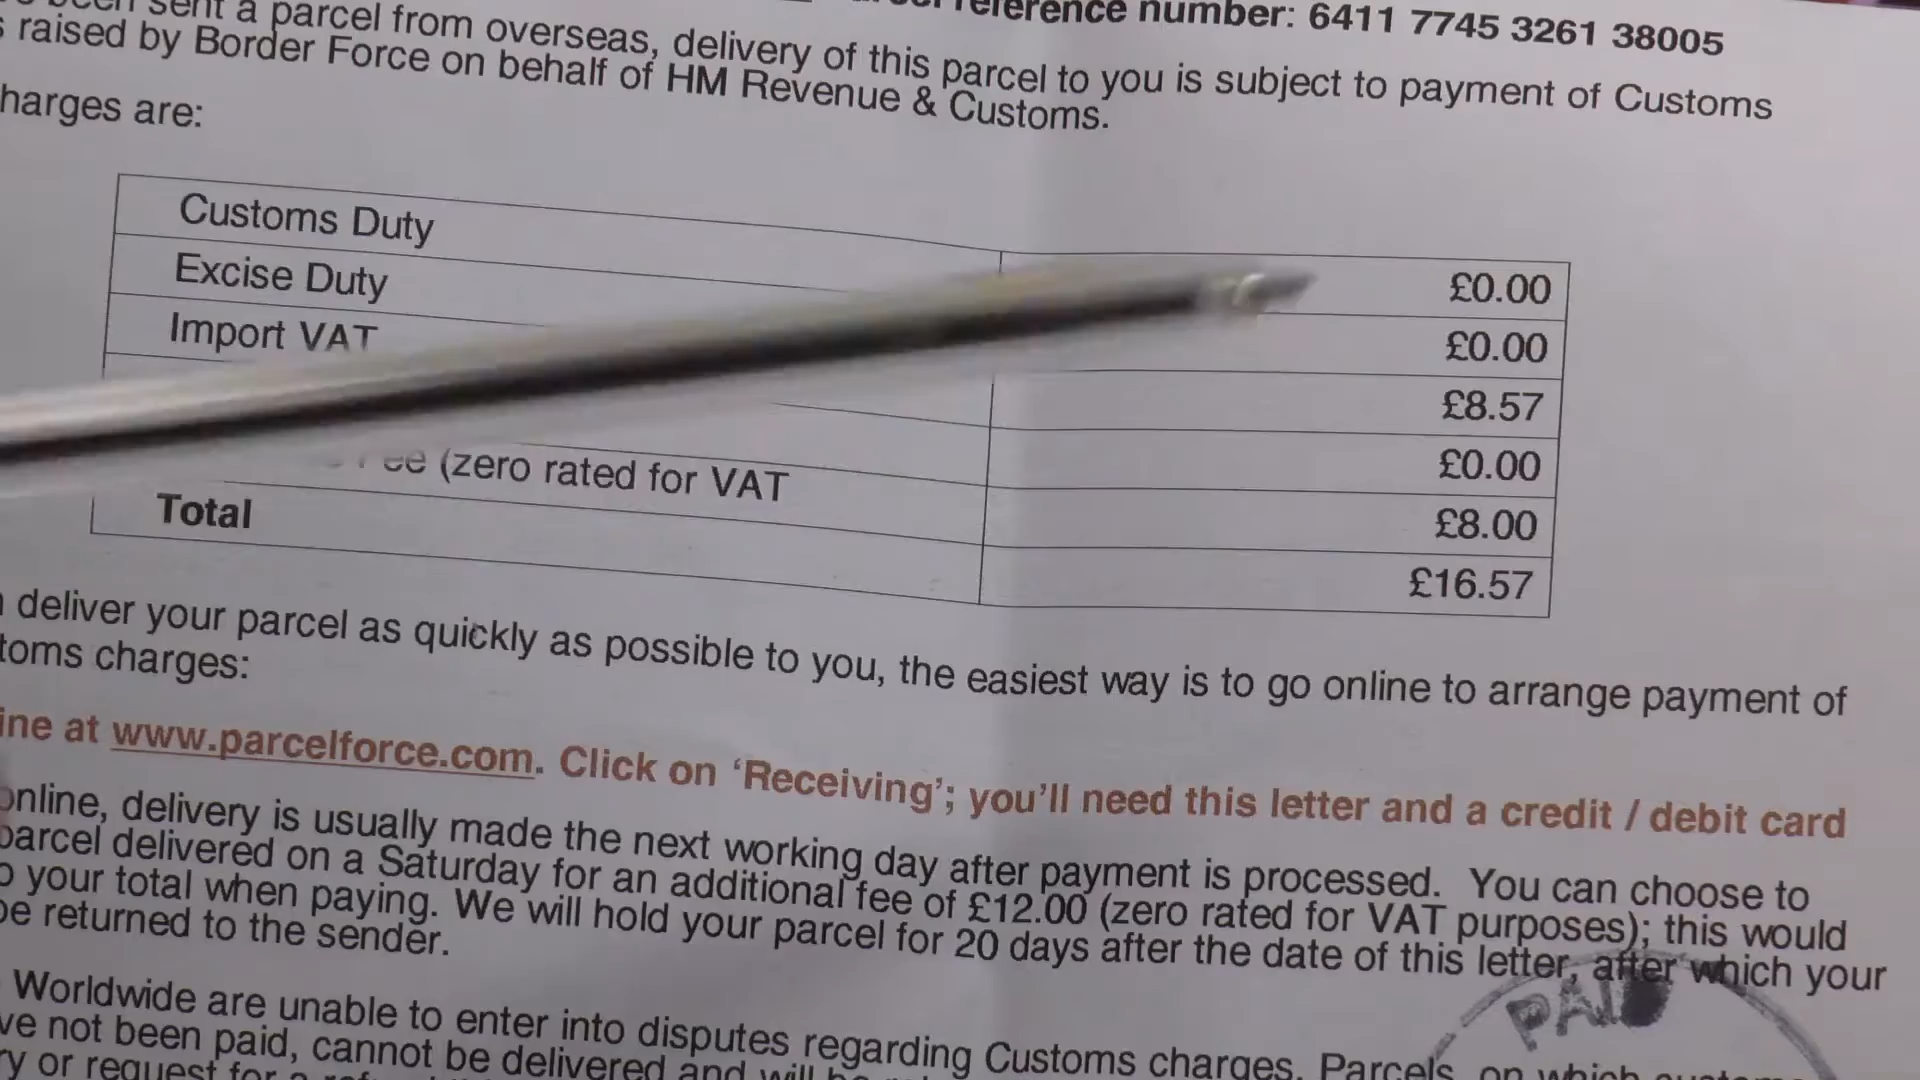 been sent a parcel from overseas, delivery of this parcel to you is subject to payment of Customs
reference number: 6411 7745 3261 38005
raised by Border Force on behalf of HM Revenue & Customs.
harges are:
Customs Duty £0.00
Excise Duty £0.00
Import VAT £8.57
£0.00
(zero rated for VAT £8.00
Total £16.57
deliver your parcel as quickly as possible to you, the easiest way is to go online to arrange payment of
toms charges:
ine at www.parcelforce.com. Click on ‘Receiving’; you’ll need this letter and a credit / debit card
online, delivery is usually made the next working day after payment is processed. You can choose to
parcel delivered on a Saturday for an additional fee of £12.00 (zero rated for VAT purposes); this would
o your total when paying. We will hold your parcel for 20 days after the date of this letter, after which your
be returned to the sender.
PAID
Worldwide are unable to enter into disputes regarding Customs charges. Parcels, on which
ve not been paid, cannot be delivered and will
ry or request for a